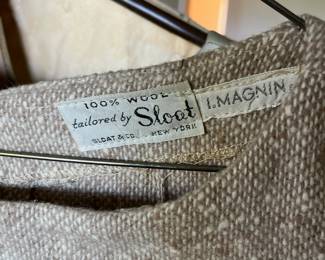 100% WOOL
tailored by Sloat
SLOAT & CO. NEW YORK
I. MAGNIN